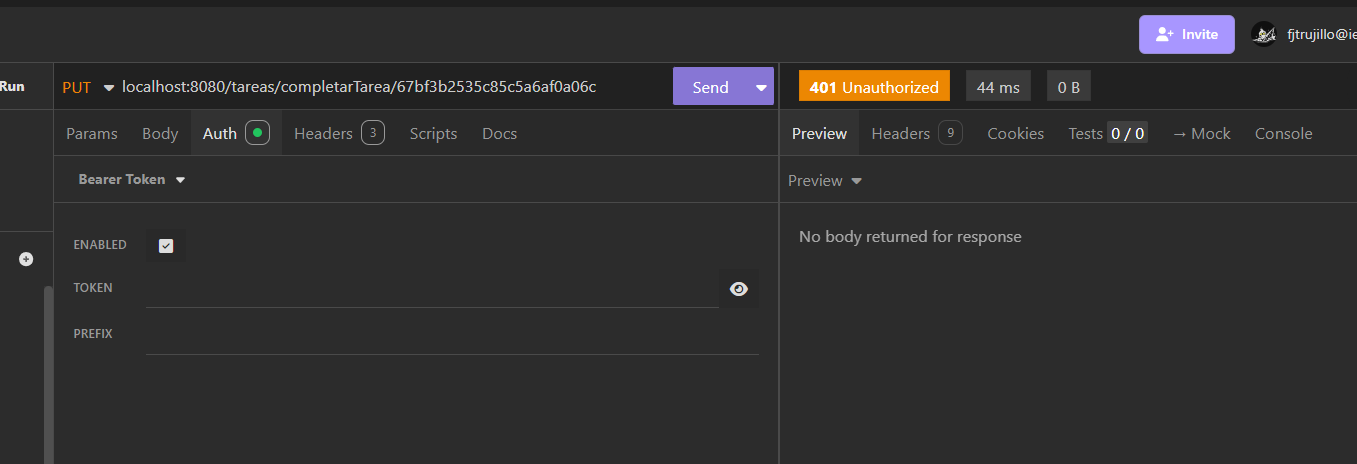 Invite fjtrujillo@ie
Run PUT localhost:8080/tareas/completarTarea/67bf3b2535c85c5a6af0a06c Send 401 Unauthorized 44 ms 0 B
Params Body Auth Headers 3 Scripts Docs Preview Headers 9 Cookies Tests 0 / 0 → Mock Console
Bearer Token Preview
ENABLED
No body returned for response
TOKEN
PREFIX